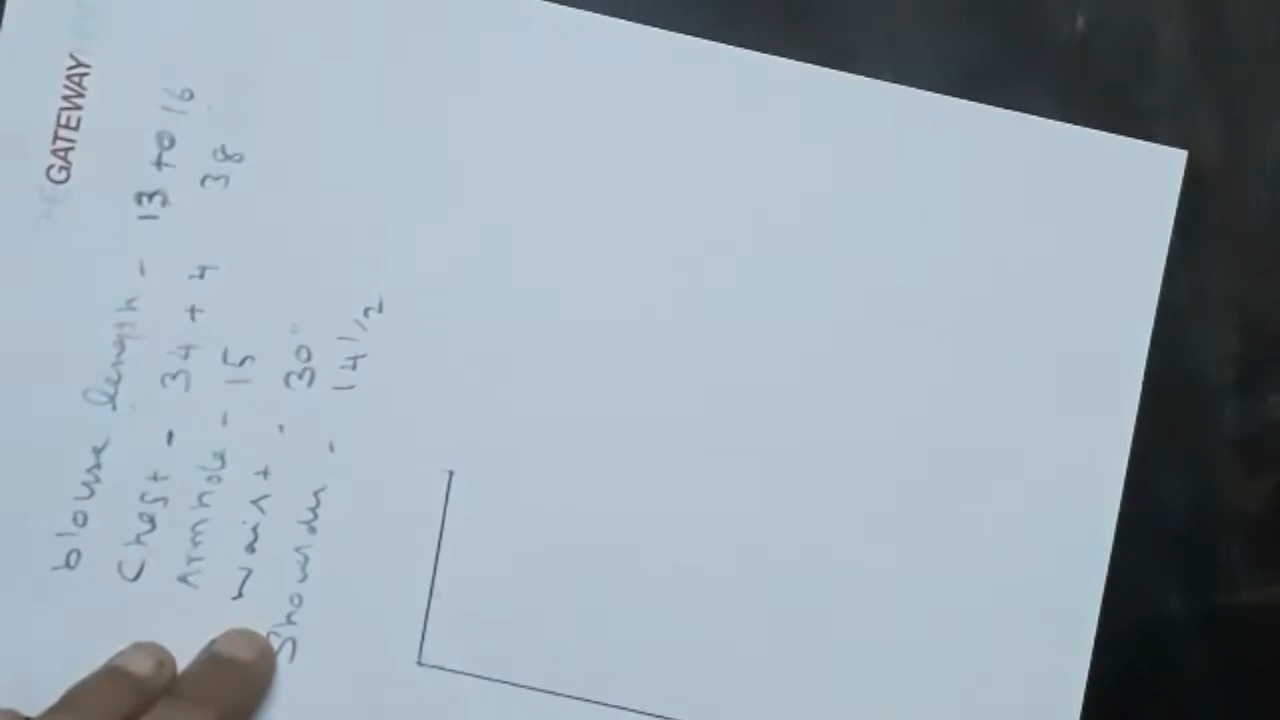 GATEWAY
blouse length - 13 to 16
Chest - 34 + 4 38
Armhole - 15
waist - 30"
Shoulder - 14 1/2